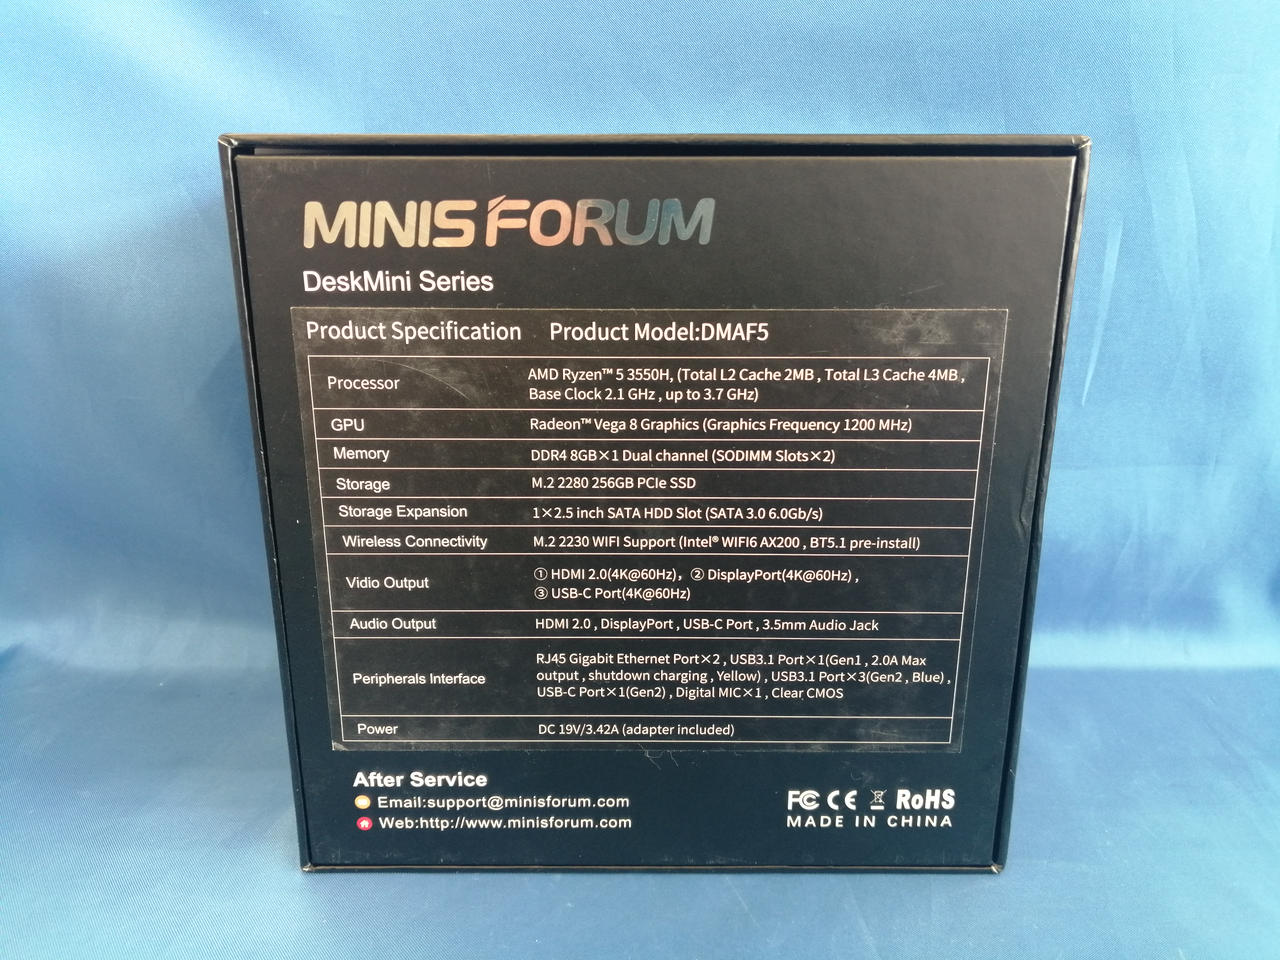 MINISFORUM
DeskMini Series
Product Specification Product Model:DMAF5
Processor AMD Ryzen™ 5 3550H, (Total L2 Cache 2MB , Total L3 Cache 4MB ,
Base Clock 2.1 GHz , up to 3.7 GHz)
GPU Radeon™ Vega 8 Graphics (Graphics Frequency 1200 MHz)
Memory DDR4 8GB×1 Dual channel (SODIMM Slots×2)
Storage M.2 2280 256GB PCIe SSD
Storage Expansion 1×2.5 inch SATA HDD Slot (SATA 3.0 6.0Gb/s)
Wireless Connectivity M.2 2230 WIFI Support (Intel® WIFI6 AX200 , BT5.1 pre-install)
Vidio Output ① HDMI 2.0(4K@60Hz), ② DisplayPort(4K@60Hz) ,
③ USB-C Port(4K@60Hz)
Audio Output HDMI 2.0 , DisplayPort , USB-C Port , 3.5mm Audio Jack
Peripherals Interface RJ45 Gigabit Ethernet Port×2 , USB3.1 Port×1(Gen1 , 2.0A Max
output , shutdown charging , Yellow) , USB3.1 Port×3(Gen2 , Blue) ,
USB-C Port×1(Gen2) , Digital MIC×1 , Clear CMOS
Power DC 19V/3.42A (adapter included)
After Service
Email:support@minisforum.com
Web:http://www.minisforum.com
FC CE RoHS
MADE IN CHINA